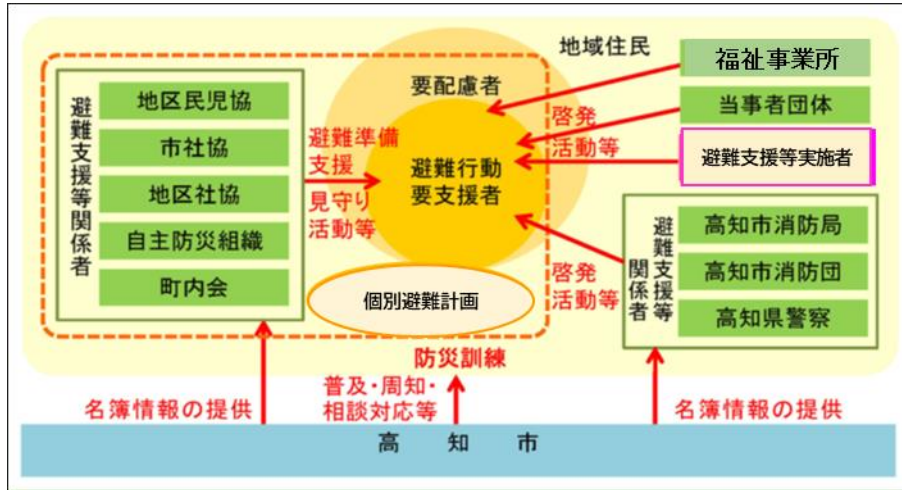 地域住民
福祉事業所
当事者団体
避難支援等実施者
要配慮者
避難支援等関係者
地区民児協
市社協
地区社協
自主防災組織
町内会
避難準備
支援
見守り
活動等
避難行動
要支援者
啓発
活動等
個別避難計画
啓発
活動等
避難支援等
関係者
高知市消防局
高知市消防団
高知県警察
防災訓練
名簿情報の提供
普及・周知・
相談対応等
名簿情報の提供
高知市